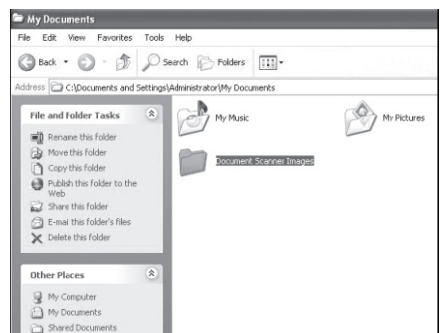 My Documents
File Edit View Favorites Tools Help
Back Search Folders
Address C:\Documents and Settings\Administrator\My Documents
File and Folder Tasks
Rename this folder
Move this folder
Copy this folder
Publish this folder to the
Web
Share this folder
E-mai this folder's files
Delete this folder
Other Places
My Computer
My Documents
Shared Documents
My Music
My Pictures
Document Scanner Images